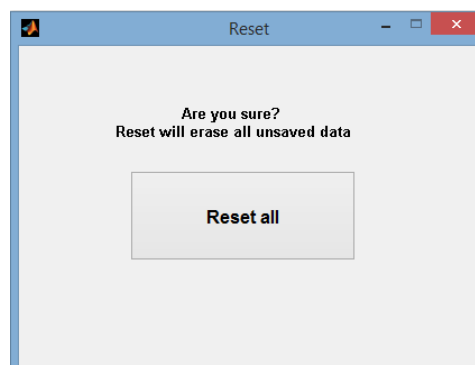 Reset
Are you sure?
Reset will erase all unsaved data
Reset all